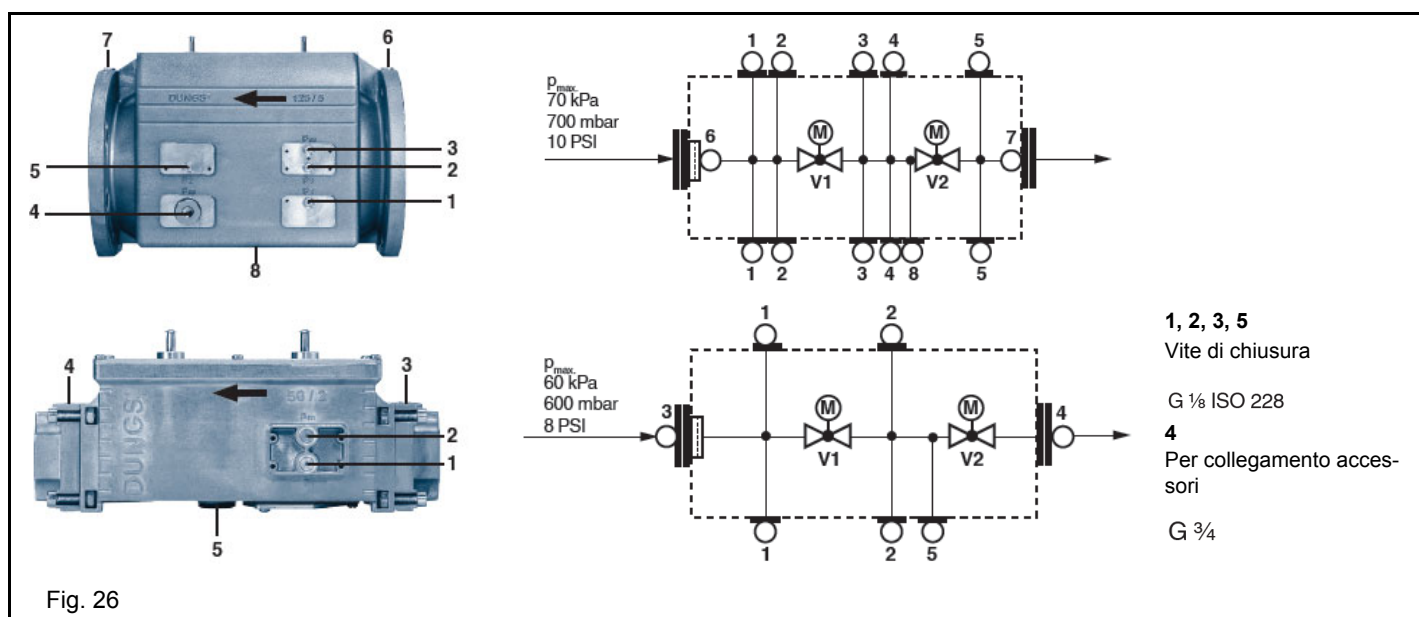 7
6
DUNGS
125/5
3
5
2
4
1
8
1 2 3 4 5
pmax.
70 kPa
700 mbar
10 PSI
6
M
M
7
V1
V2
1 2 3 4 8 5
4
3
DUNGS
50/
2
1
5
1 2
pmax.
60 kPa
600 mbar
8 PSI
3
M
M
4
V1
V2
1 2 5
1, 2, 3, 5
Vite di chiusura
G ⅛ ISO 228
4
Per collegamento acces-
sori
G ¾
Fig. 26